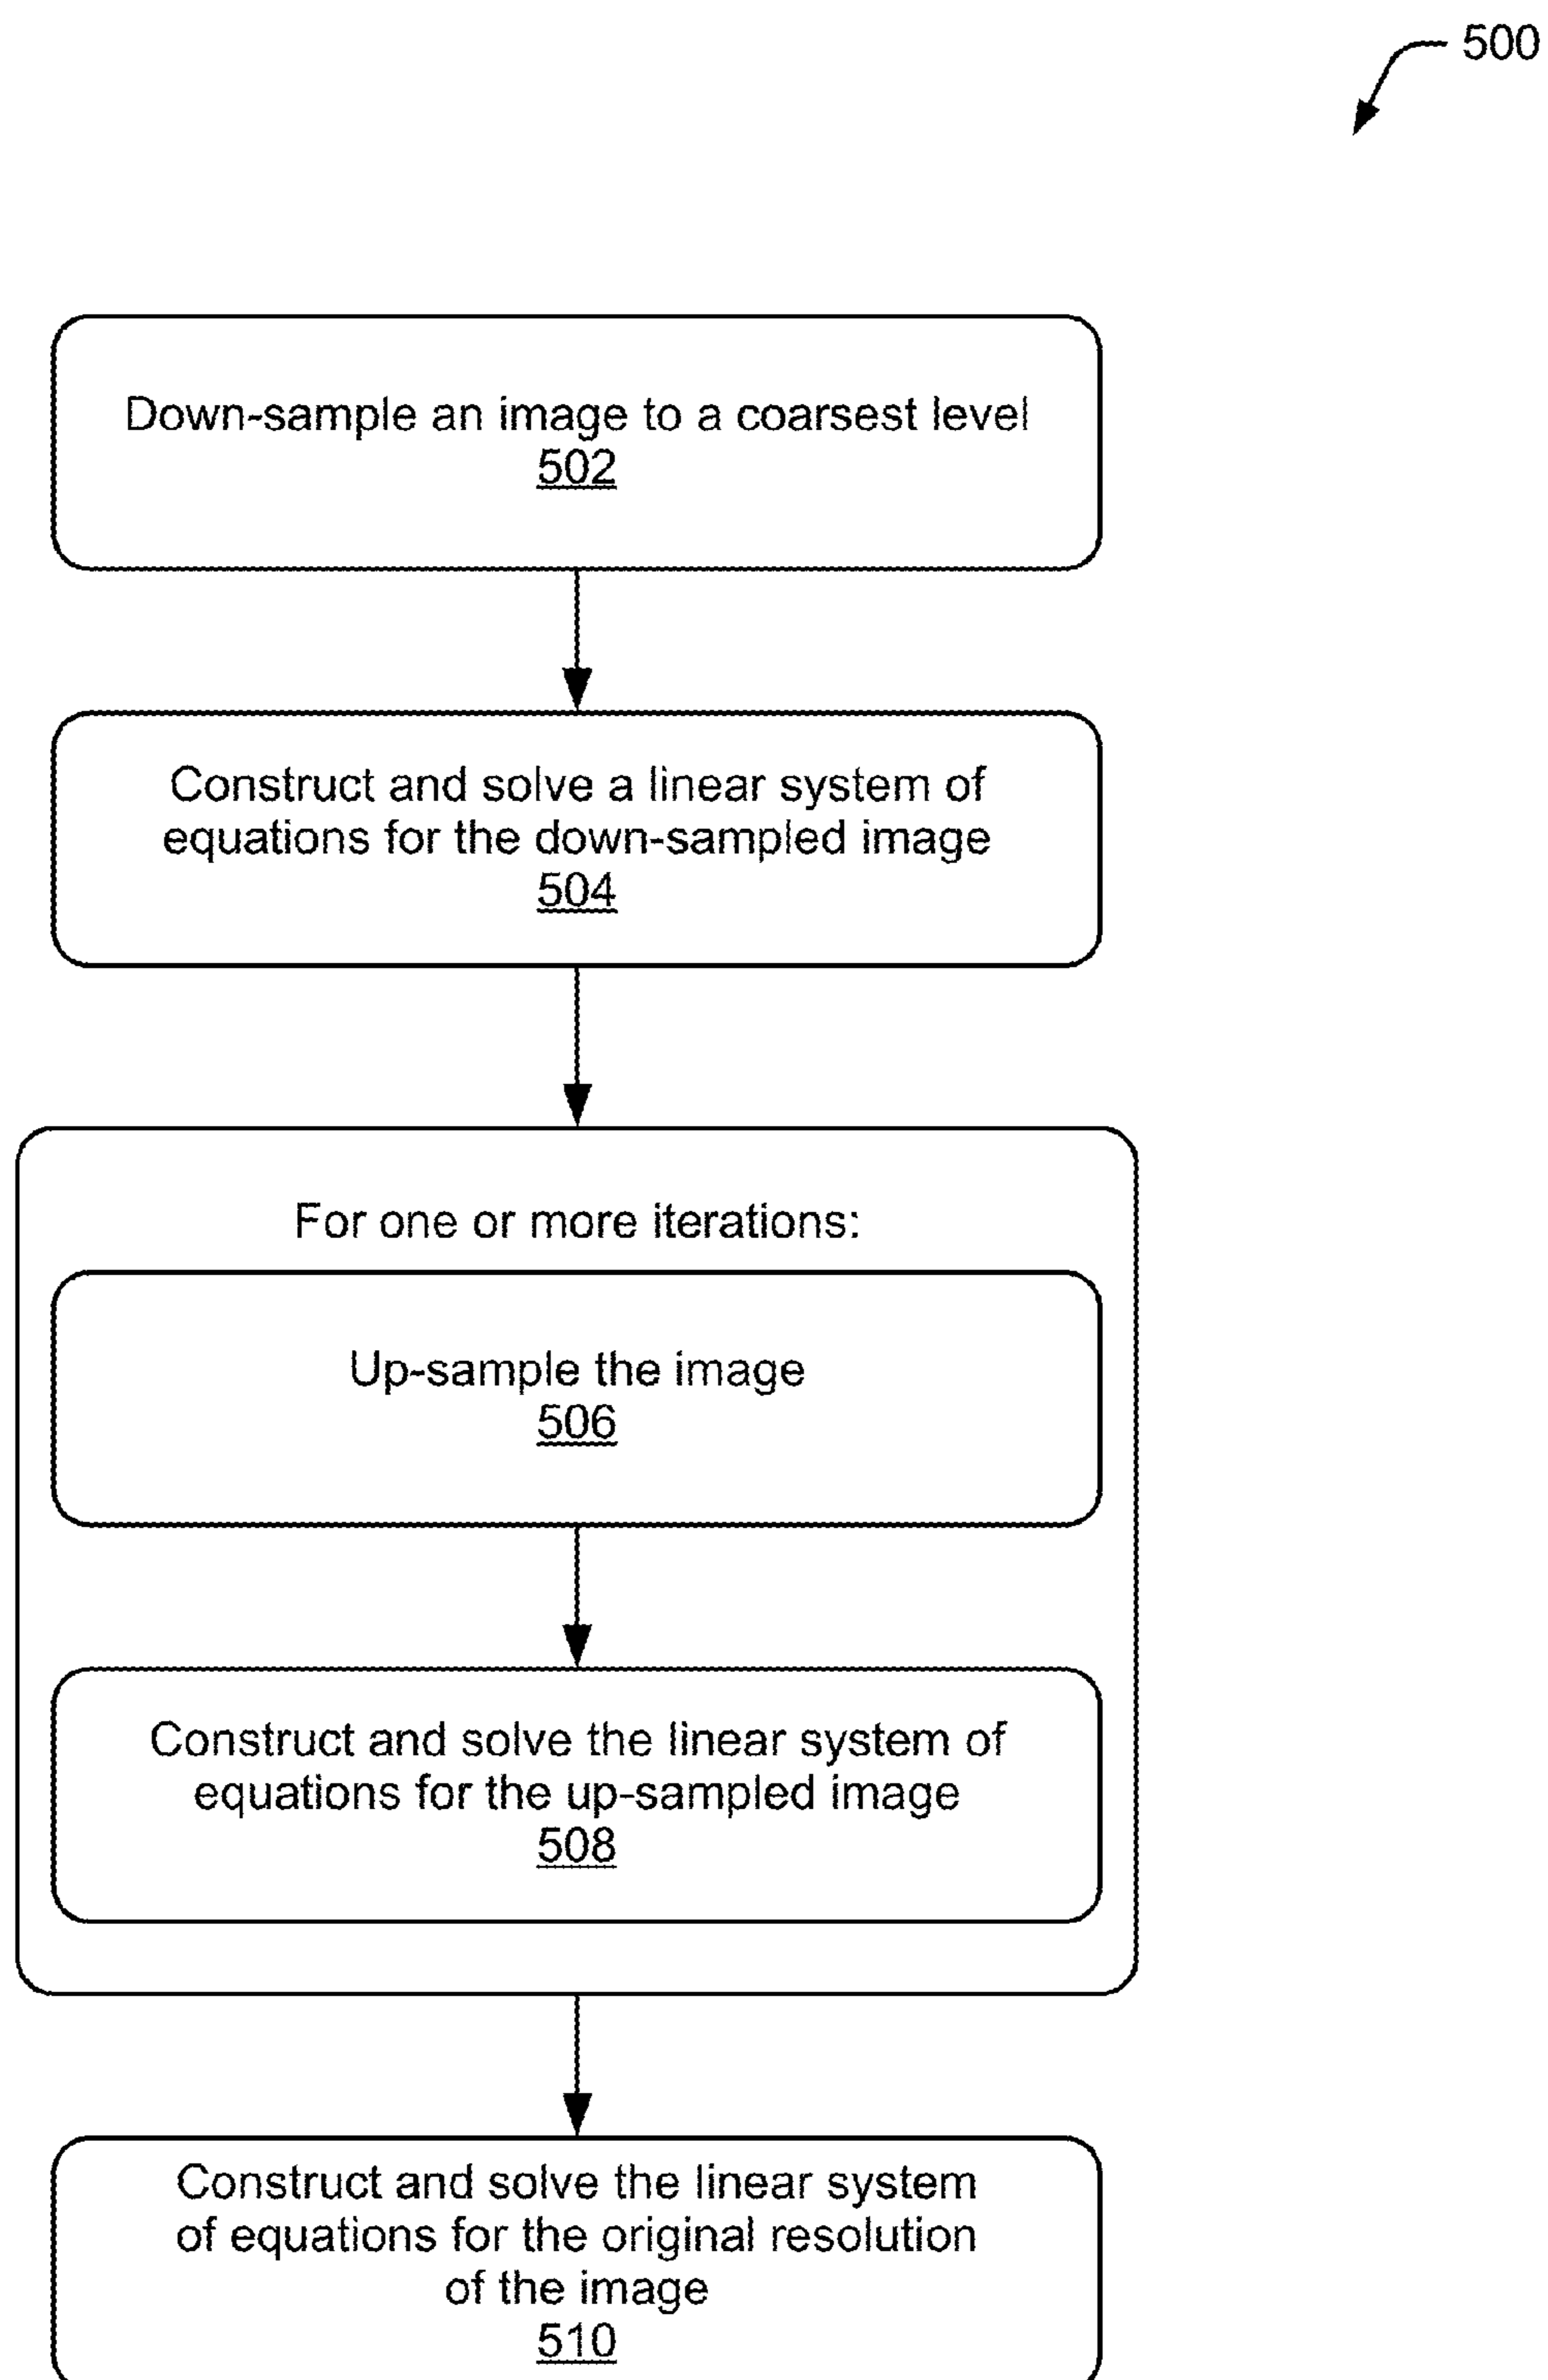 500
Down-sample an image to a coarsest level
502
Construct and solve a linear system of
equations for the down-sampled image
504
For one or more iterations:
Up-sample the image
506
Construct and solve the linear system of
equations for the up-sampled image
508
Construct and solve the linear system
of equations for the original resolution
of the image
510